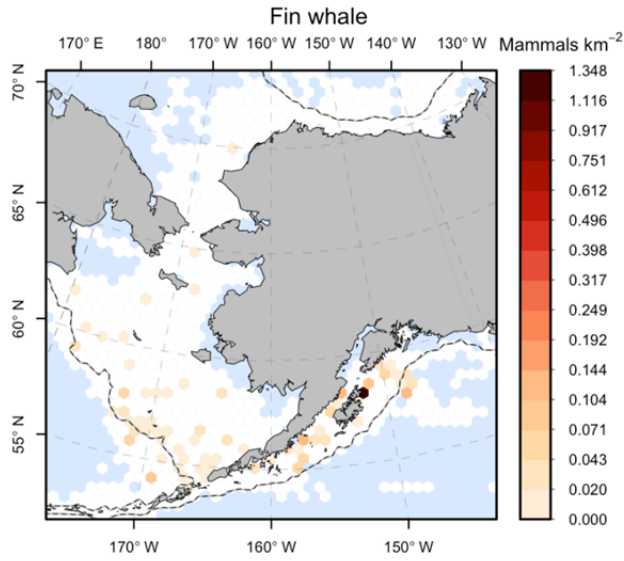 Fin whale
170° E 180° 170° W 160° W 150° W 140° W 130° W
Mammals km⁻²
70° N
65° N
60° N
55° N
170° W 160° W 150° W
1.348
1.116
0.917
0.751
0.612
0.496
0.398
0.317
0.249
0.192
0.144
0.104
0.071
0.043
0.020
0.000